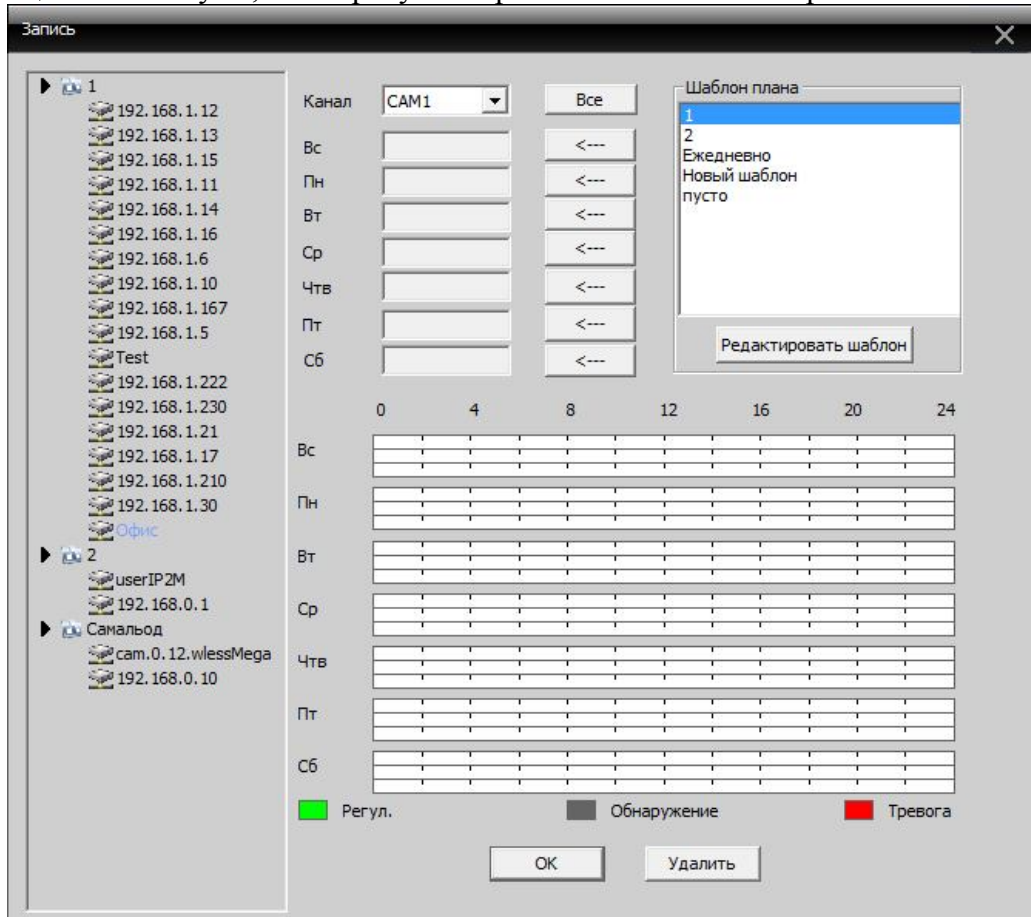 Запись
1
192.168.1.12
192.168.1.13
192.168.1.15
192.168.1.11
192.168.1.14
192.168.1.16
192.168.1.6
192.168.1.10
192.168.1.167
192.168.1.5
Test
192.168.1.222
192.168.1.230
192.168.1.21
192.168.1.17
192.168.1.210
192.168.1.30
Офис
2
userIP2M
192.168.0.1
Самальод
cam.0.12.wlessMega
192.168.0.10
Канал CAM1 Все
Вс <---
Пн <---
Вт <---
Ср <---
Чтв <---
Пт <---
Сб <---
Шаблон плана
1
2
Ежедневно
Новый шаблон
пусто
Редактировать шаблон
0 4 8 12 16 20 24
Вс
Пн
Вт
Ср
Чтв
Пт
Сб
Регул. Обнаружение Тревога
OK Удалить